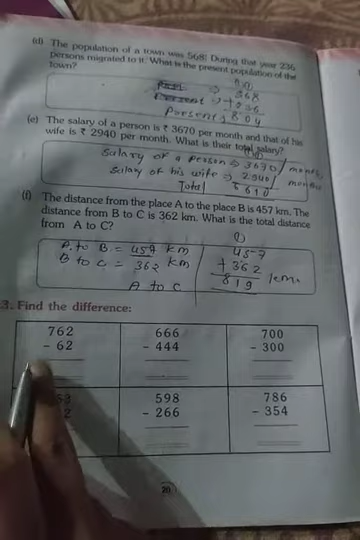 (d) The population of a town was 568! During that year 236
persons migrated to it! What is the present population of the
town?
568
+ 236
Present 804
(e) The salary of a person is ₹ 3670 per month and that of his
wife is ₹ 2940 per month. What is their total salary?
Salary of a person 3670 / month
Salary of his wife 2940 / month
Total 6610
(f) The distance from the place A to the place B is 457 km. The
distance from B to C is 362 km. What is the total distance
from A to C?
A to B = 457 km
B to C = 362 km
A to C
457
+ 362
819 km
3. Find the difference:
762 666 700
- 62 - 444 - 300
598 786
- 266 - 354
20